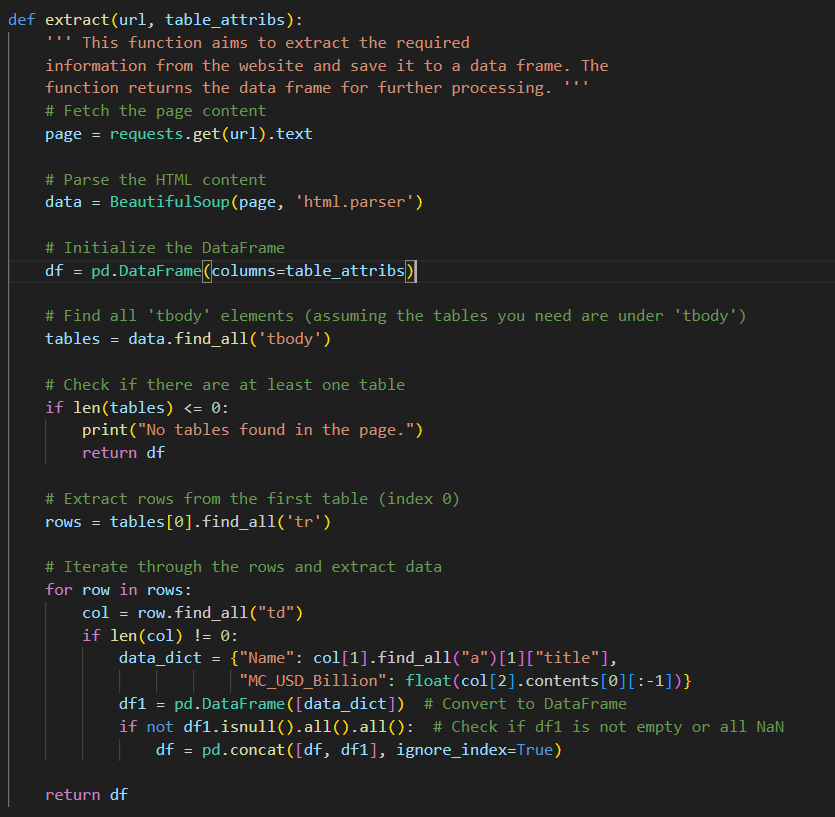 def extract(url, table_attribs):
    ''' This function aims to extract the required
    information from the website and save it to a data frame. The
    function returns the data frame for further processing. '''
    # Fetch the page content
    page = requests.get(url).text
    # Parse the HTML content
    data = BeautifulSoup(page, 'html.parser')
    # Initialize the DataFrame
    df = pd.DataFrame(columns=table_attribs)
    # Find all 'tbody' elements (assuming the tables you need are under 'tbody')
    tables = data.find_all('tbody')
    # Check if there are at least one table
    if len(tables) <= 0:
        print("No tables found in the page.")
        return df
    # Extract rows from the first table (index 0)
    rows = tables[0].find_all('tr')
    # Iterate through the rows and extract data
    for row in rows:
        col = row.find_all("td")
        if len(col) != 0:
            data_dict = {"Name": col[1].find_all("a")[1]["title"],
                         "MC_USD_Billion": float(col[2].contents[0][:-1])}
            df1 = pd.DataFrame([data_dict])  # Convert to DataFrame
            if not df1.isnull().all().all():  # Check if df1 is not empty or all NaN
                df = pd.concat([df, df1], ignore_index=True)
    return df